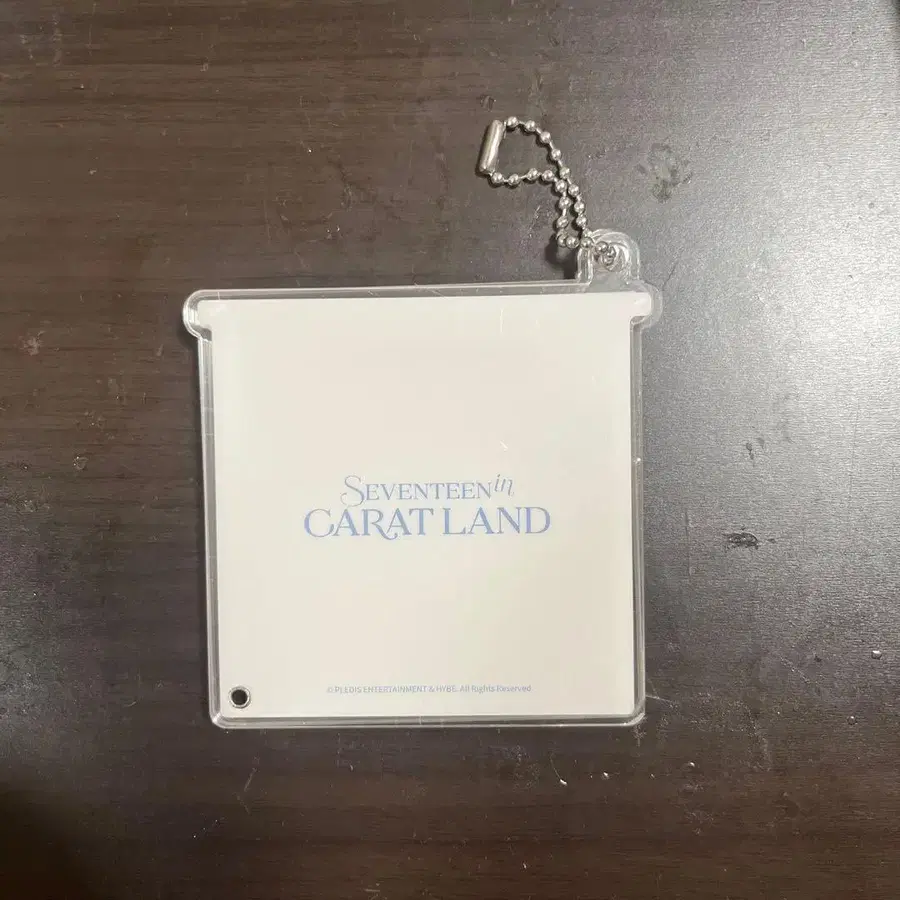 SEVENTEEN in
CARAT LAND
© PLEDIS ENTERTAINMENT & HYBE. All Rights Reserved